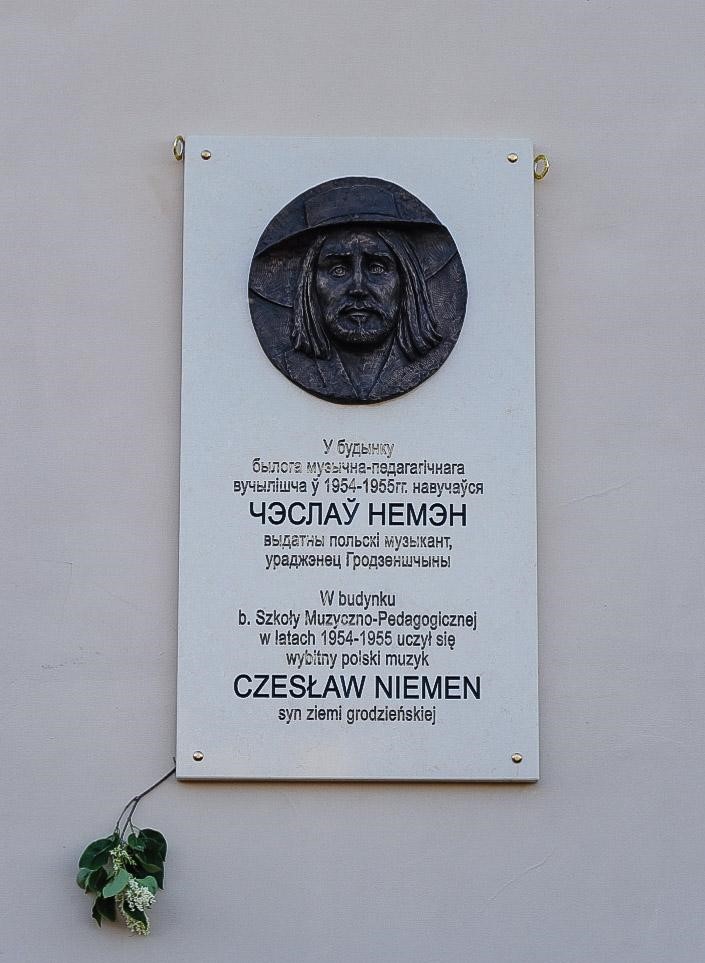 У будынку
былога музычна-педагагічнага
вучылішча ў 1954-1955гг. навучаўся
ЧЭСЛАЎ НЕМЭН
выдатны польскі музыкант,
ураджэнец Гродзеншчыны
W budynku
b. Szkoły Muzyczno-Pedagogicznej
w latach 1954-1955 uczył się
wybitny polski muzyk
CZESŁAW NIEMEN
syn ziemi grodzieńskiej